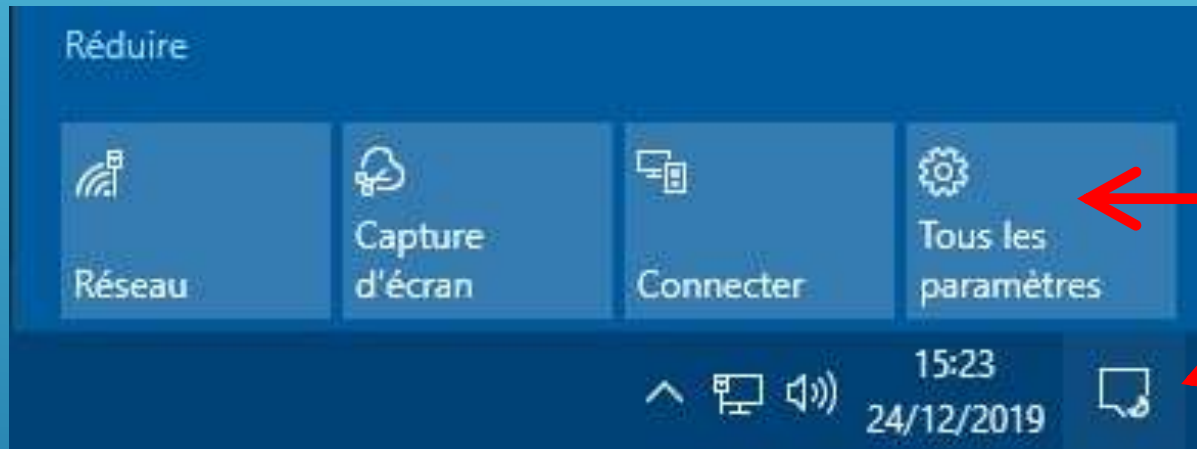 Réduire
Réseau
Capture
d'écran
Connecter
Tous les
paramètres
15:23
24/12/2019